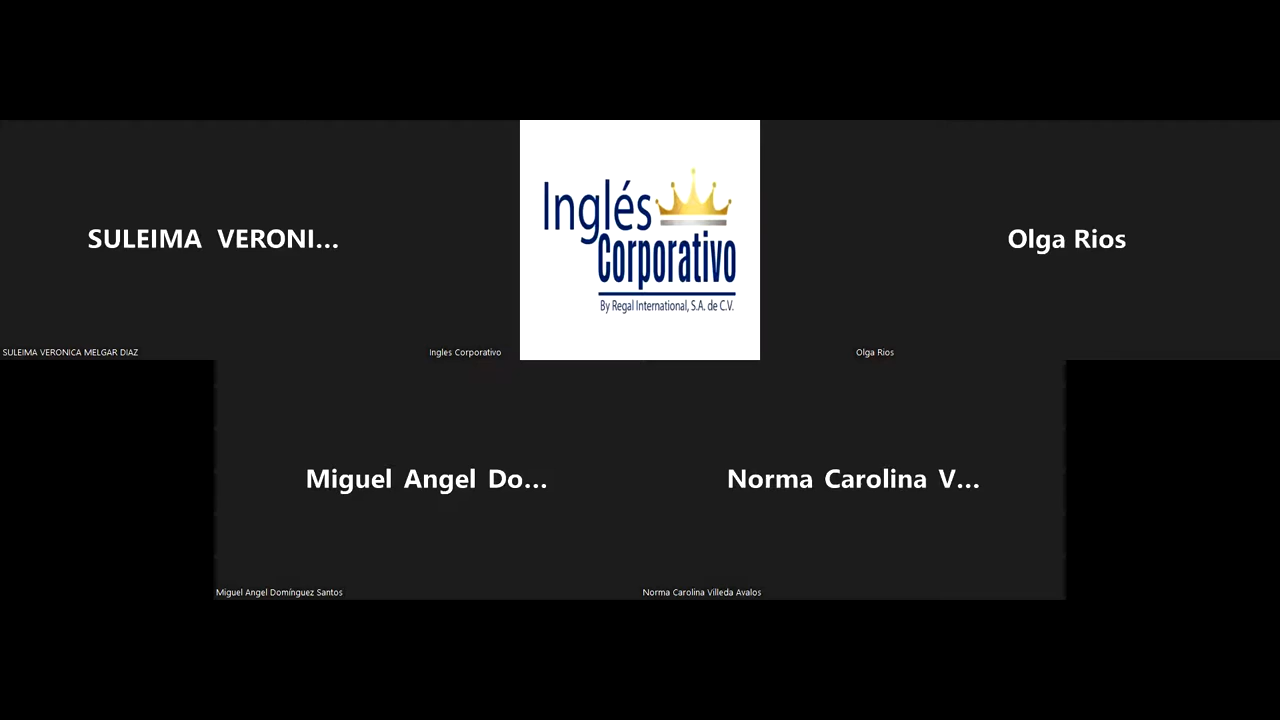 SULEIMA VERONI...
Inglés
Corporativo
By Regal International, S.A. de C.V.
Olga Rios
SULEIMA VERONICA MELGAR DIAZ
Ingles Corporativo
Olga Rios
Miguel Angel Do...
Norma Carolina V...
Miguel Angel Domínguez Santos
Norma Carolina Villeda Avalos